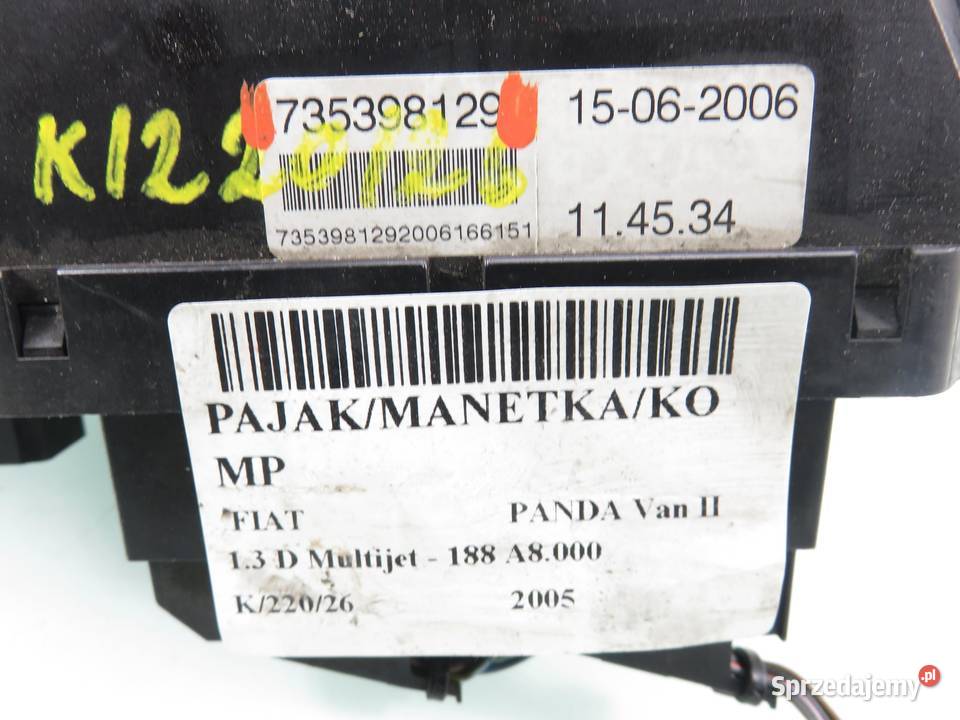 735398129 15-06-2006
7353981292006166151 11.45.34
PAJAK/MANETKA/KO
MP
FIAT PANDA Van II
1.3 D Multijet - 188 A8.000
K/220/26 2005
Sprzedajemy.pl